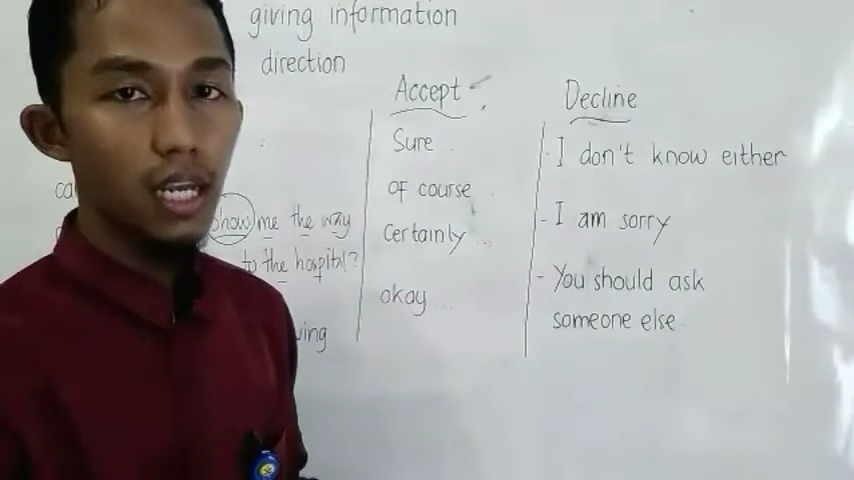 giving information
direction
Accept
Sure ..
of course
Certainly ...
okay ...
Decline
- I don't know either
- I am sorry
- You should ask
someone else
show me the way
to the hospital?